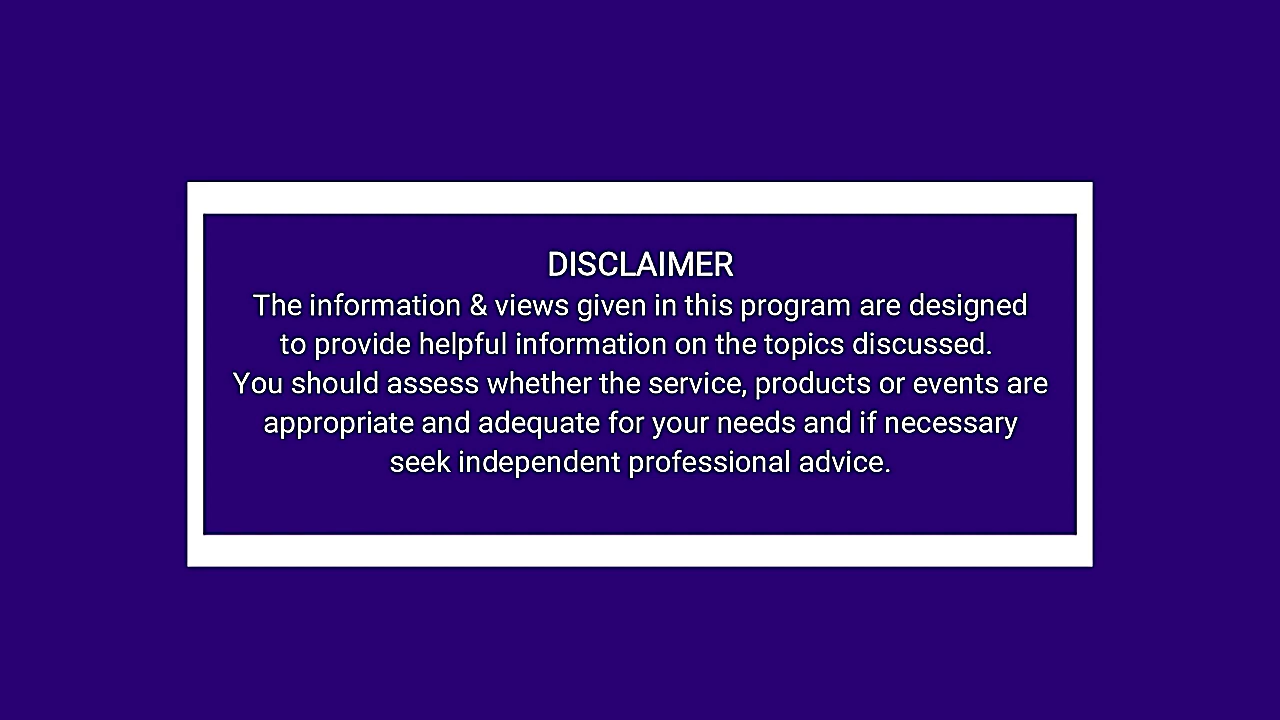 DISCLAIMER
The information & views given in this program are designed
to provide helpful information on the topics discussed.
You should assess whether the service, products or events are
appropriate and adequate for your needs and if necessary
seek independent professional advice.